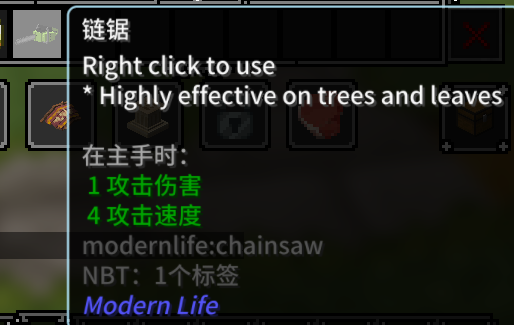 链锯
Right click to use
* Highly effective on trees and leaves
在主手时：
1 攻击伤害
4 攻击速度
modernlife:chainsaw
NBT：1个标签
Modern Life